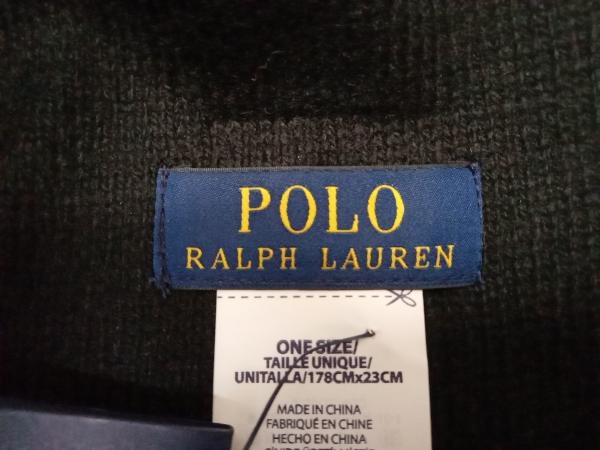 POLO
RALPH LAUREN
ONE SIZE/
TAILLE UNIQUE/
UNITALLA/178CMx23CM
MADE IN CHINA
FABRIQUÉ EN CHINE
HECHO EN CHINA